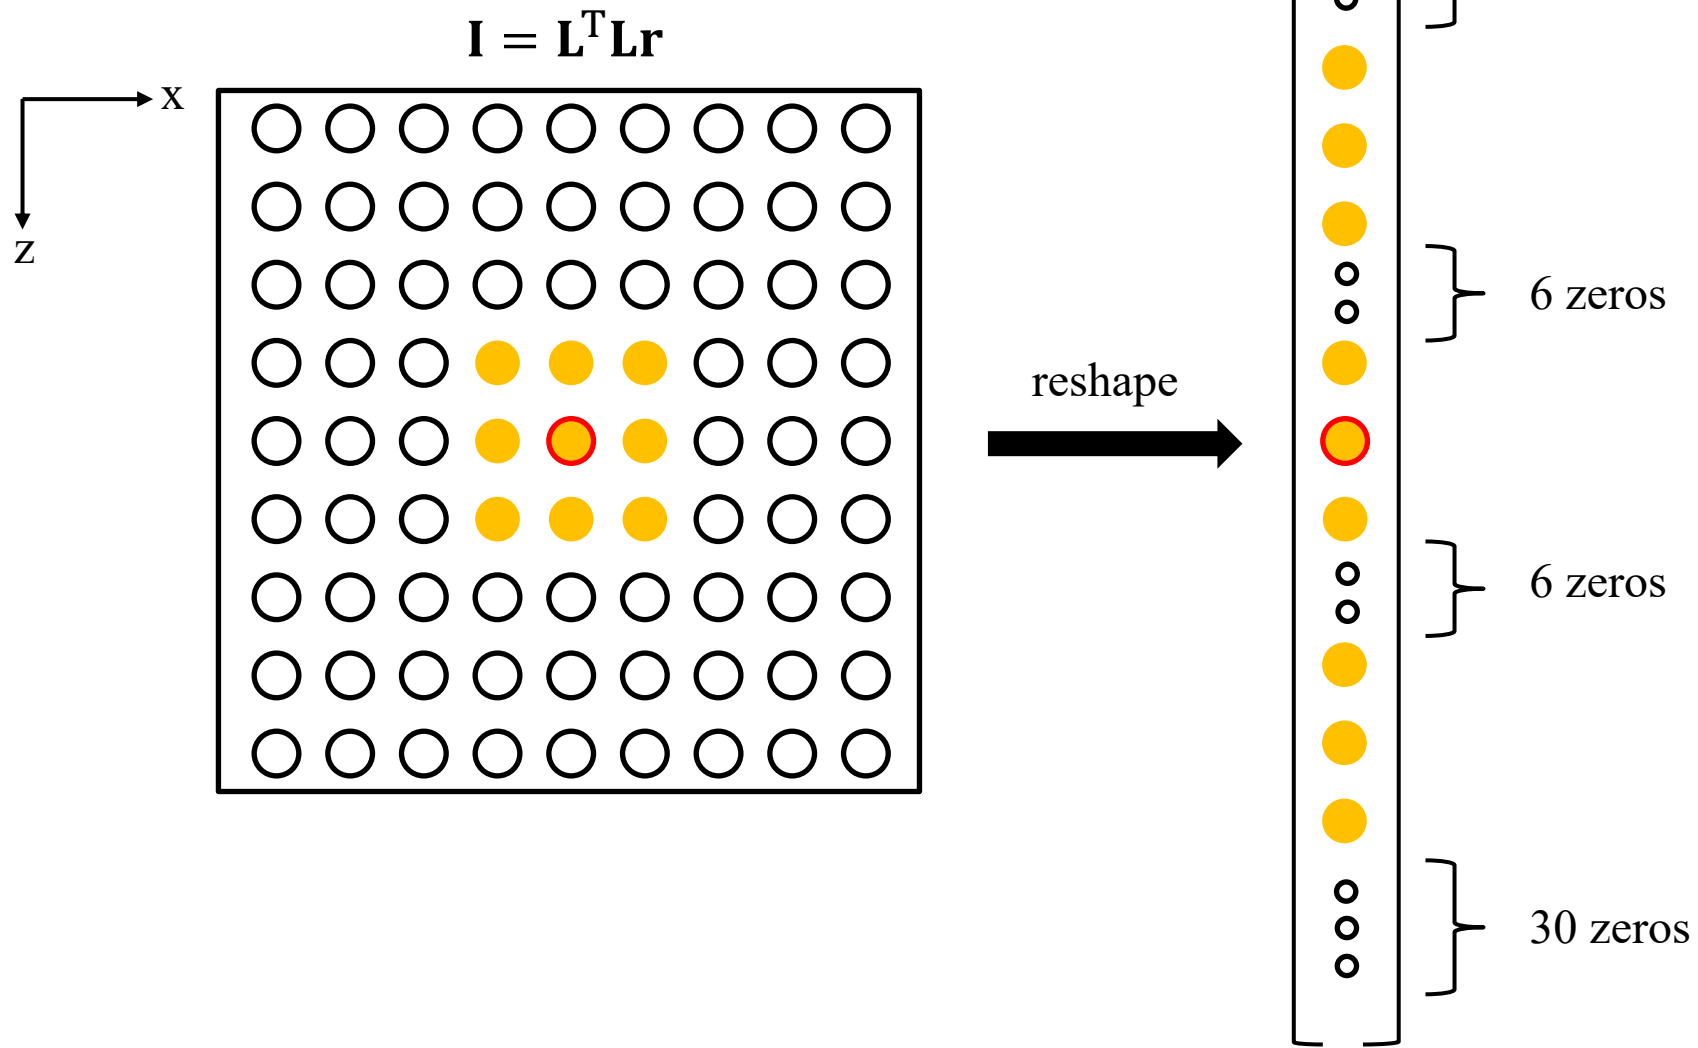 I = LᵀLr
x
z
reshape
6 zeros
6 zeros
30 zeros